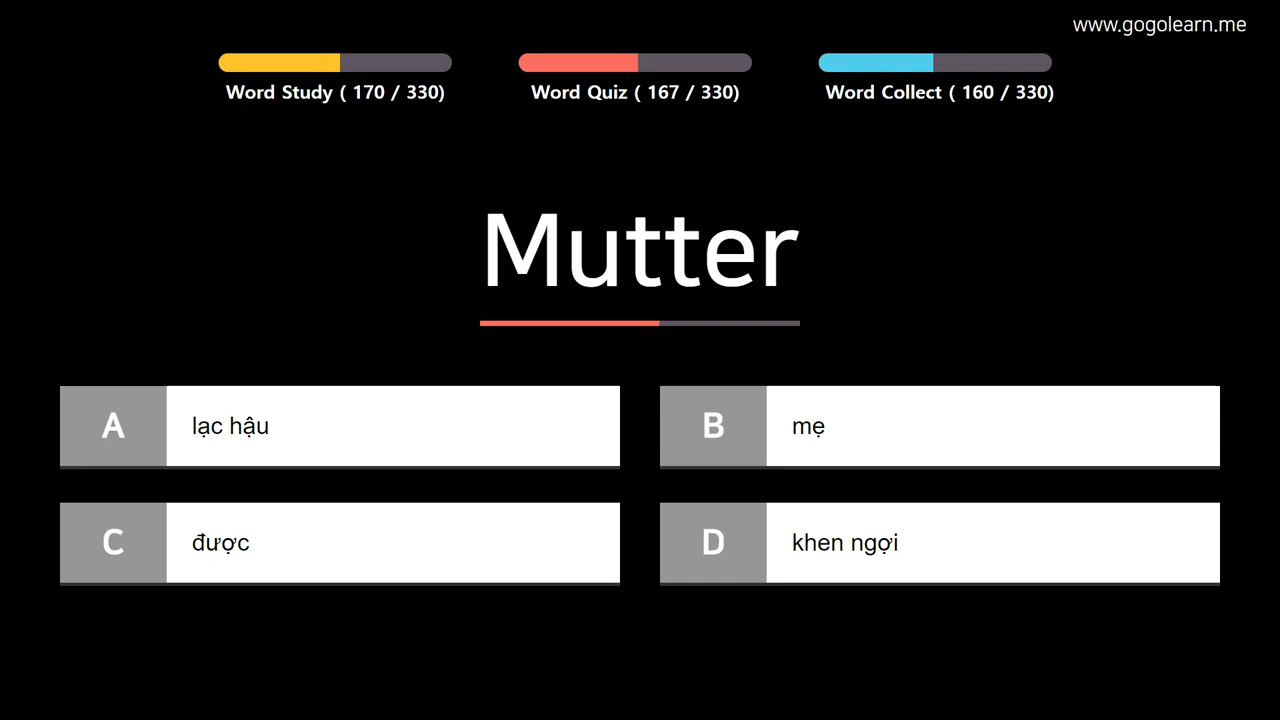 www.gogolearn.me
Word Study ( 170 / 330)
Word Quiz ( 167 / 330)
Word Collect ( 160 / 330)
Mutter
A
lạc hậu
B
mẹ
C
được
D
khen ngợi